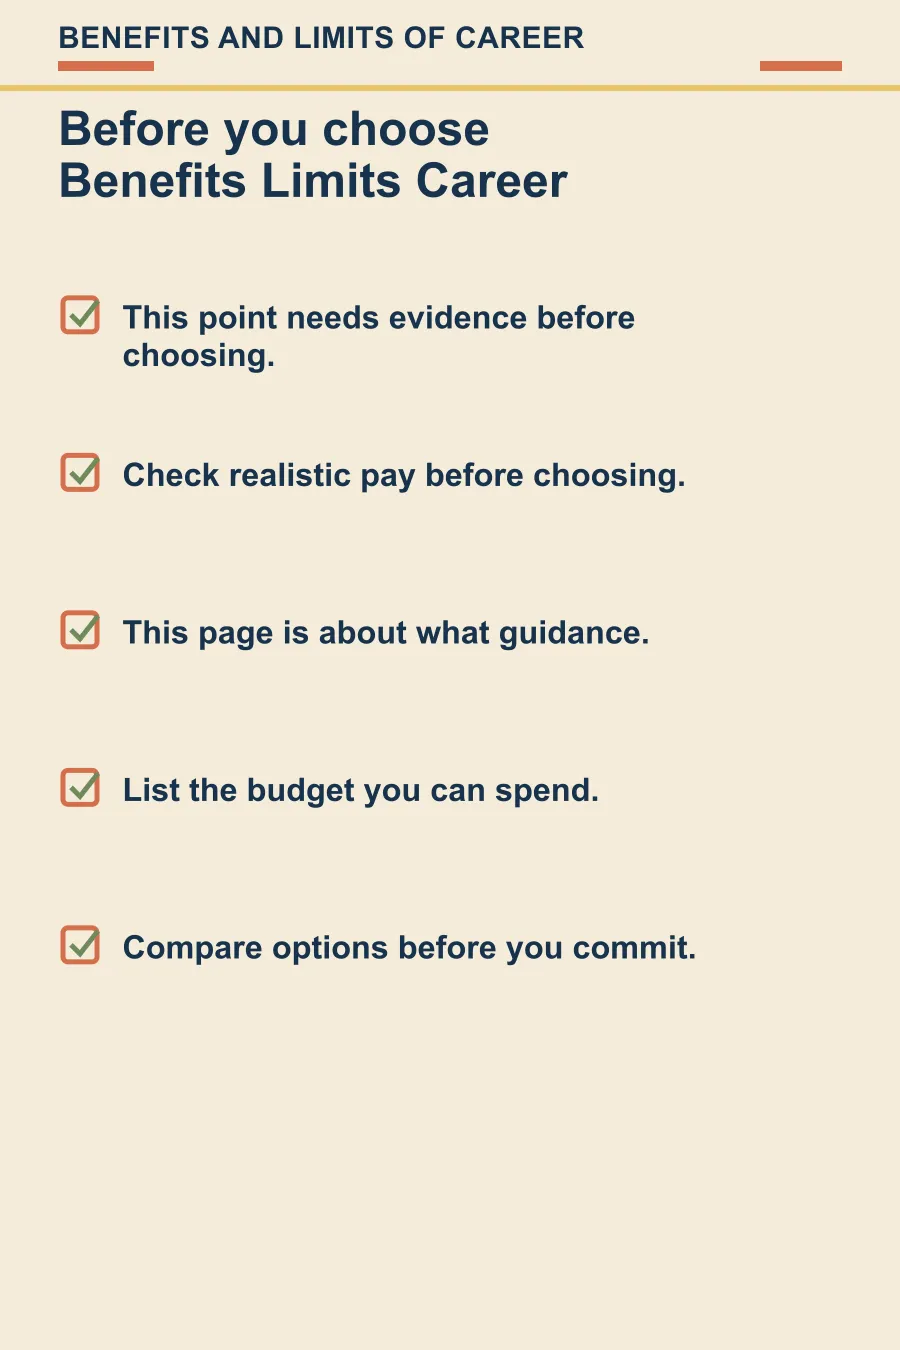 BENEFITS AND LIMITS OF CAREER
Before you choose
Benefits Limits Career
This point needs evidence before
choosing.
Check realistic pay before choosing.
This page is about what guidance.
List the budget you can spend.
Compare options before you commit.